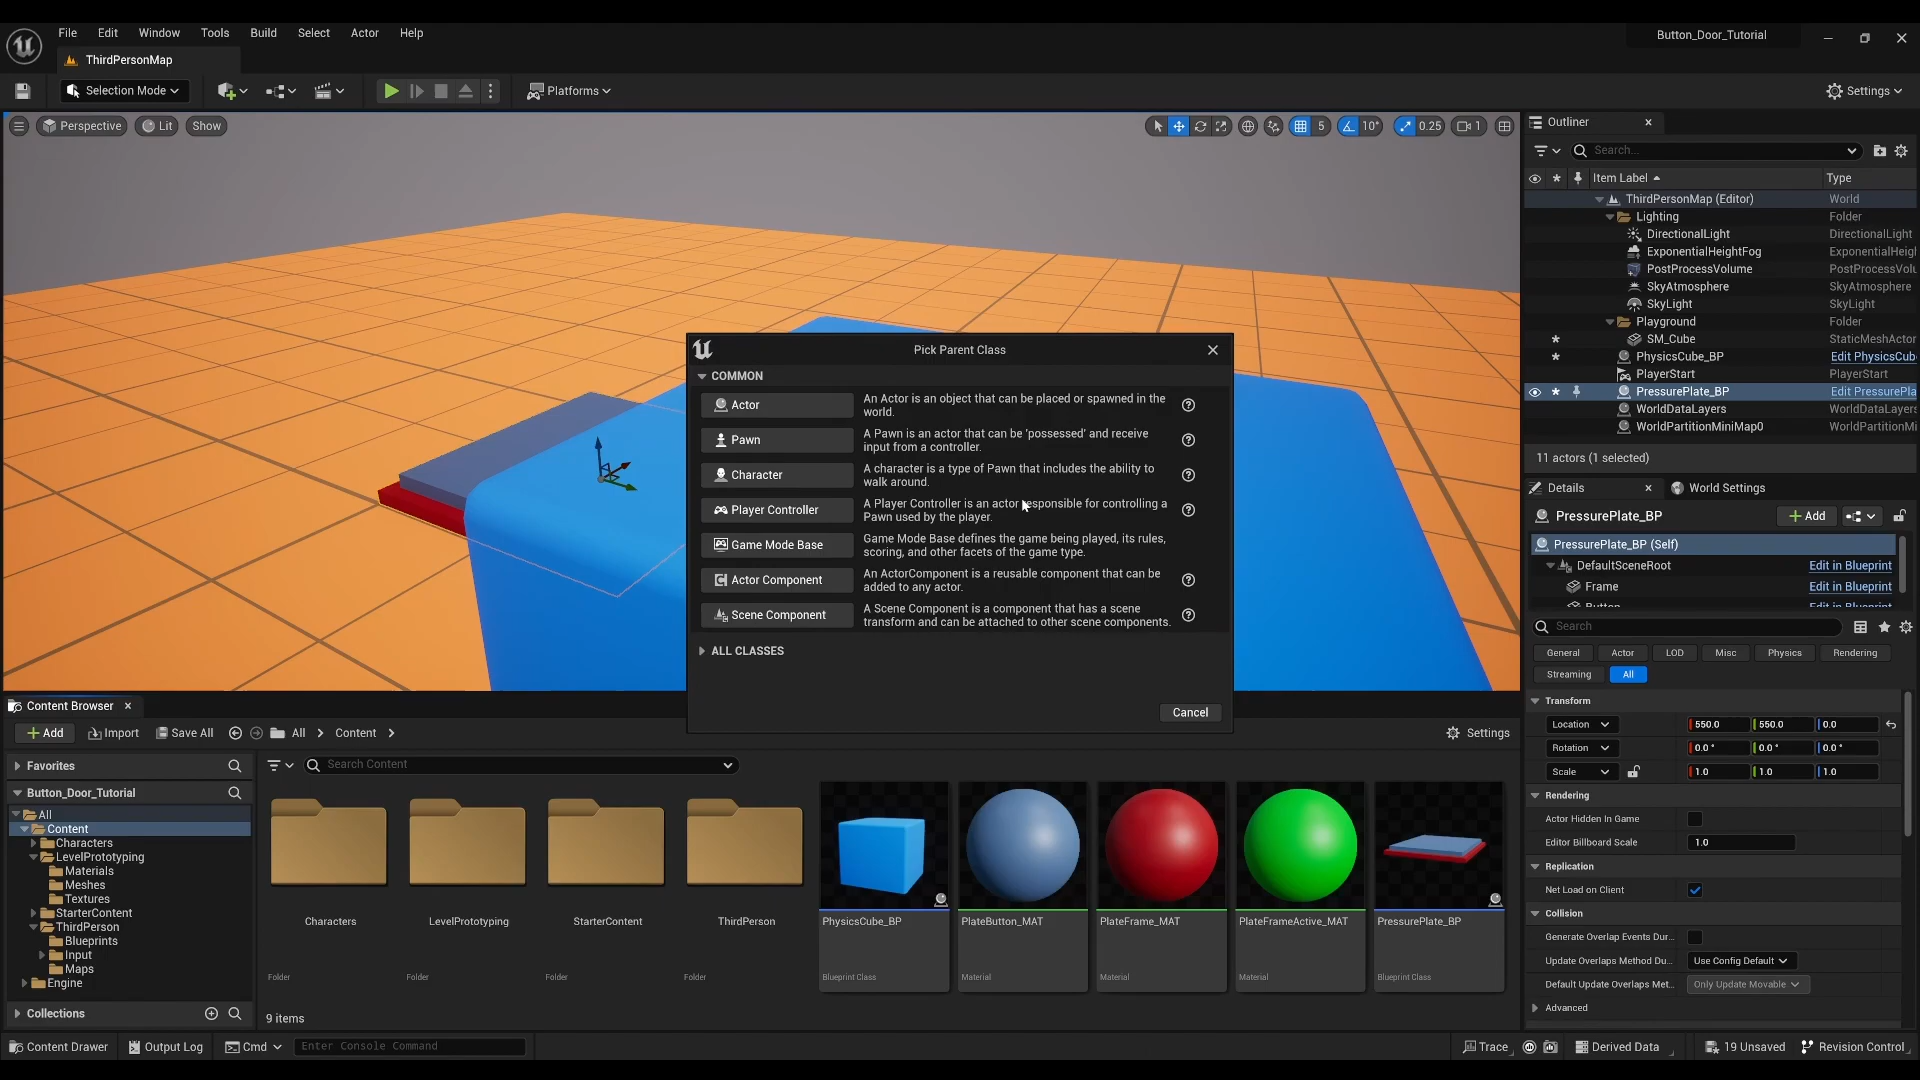 File Edit Window Tools Build Select Actor Help
Button_Door_Tutorial
ThirdPersonMap
Selection Mode
Platforms
Settings
Perspective Lit Show
5 10° 0.25 1
Outliner
Search...
Item Label Type
ThirdPersonMap (Editor) World
Lighting Folder
DirectionalLight DirectionalLight
ExponentialHeightFog ExponentialHeigh
PostProcessVolume PostProcessVolu
SkyAtmosphere SkyAtmosphere
SkyLight SkyLight
Playground Folder
SM_Cube StaticMeshActor
PhysicsCube_BP Edit PhysicsCub
PlayerStart PlayerStart
PressurePlate_BP Edit PressurePla
WorldDataLayers WorldDataLayers
WorldPartitionMiniMap0 WorldPartitionMi
11 actors (1 selected)
Pick Parent Class
COMMON
Actor
An Actor is an object that can be placed or spawned in the
world.
Pawn
A Pawn is an actor that can be 'possessed' and receive
input from a controller.
Character
A character is a type of Pawn that includes the ability to
walk around.
Player Controller
A Player Controller is an actor responsible for controlling a
Pawn used by the player.
Game Mode Base
Game Mode Base defines the game being played, its rules,
scoring, and other facets of the game type.
Actor Component
An ActorComponent is a reusable component that can be
added to any actor.
Scene Component
A Scene Component is a component that has a scene
transform and can be attached to other scene components.
ALL CLASSES
Cancel
Details World Settings
PressurePlate_BP Add
PressurePlate_BP (Self)
DefaultSceneRoot Edit in Blueprint
Frame Edit in Blueprint
Button Edit in Blueprint
Search
General Actor LOD Misc Physics Rendering
Streaming All
Transform
Location 550.0 550.0 0.0
Rotation 0.0 ° 0.0 ° 0.0 °
Scale 1.0 1.0 1.0
Rendering
Actor Hidden In Game
Editor Billboard Scale 1.0
Replication
Net Load on Client
Collision
Generate Overlap Events Dur...
Update Overlaps Method Du... Use Config Default
Default Update Overlaps Met... Only Update Movable
Advanced
Content Browser
Add Import Save All All Content
Settings
Favorites
Button_Door_Tutorial
All
Content
Characters
LevelPrototyping
Materials
Meshes
Textures
StarterContent
ThirdPerson
Blueprints
Input
Maps
Engine
Collections
Search Content
Characters LevelPrototyping StarterContent ThirdPerson PhysicsCube_BP PlateButton_MAT PlateFrame_MAT PlateFrameActive_MAT PressurePlate_BP
Folder Folder Folder Folder Blueprint Class Material Material Material Blueprint Class
9 items
Content Drawer Output Log Cmd Enter Console Command
Trace Derived Data 19 Unsaved Revision Control